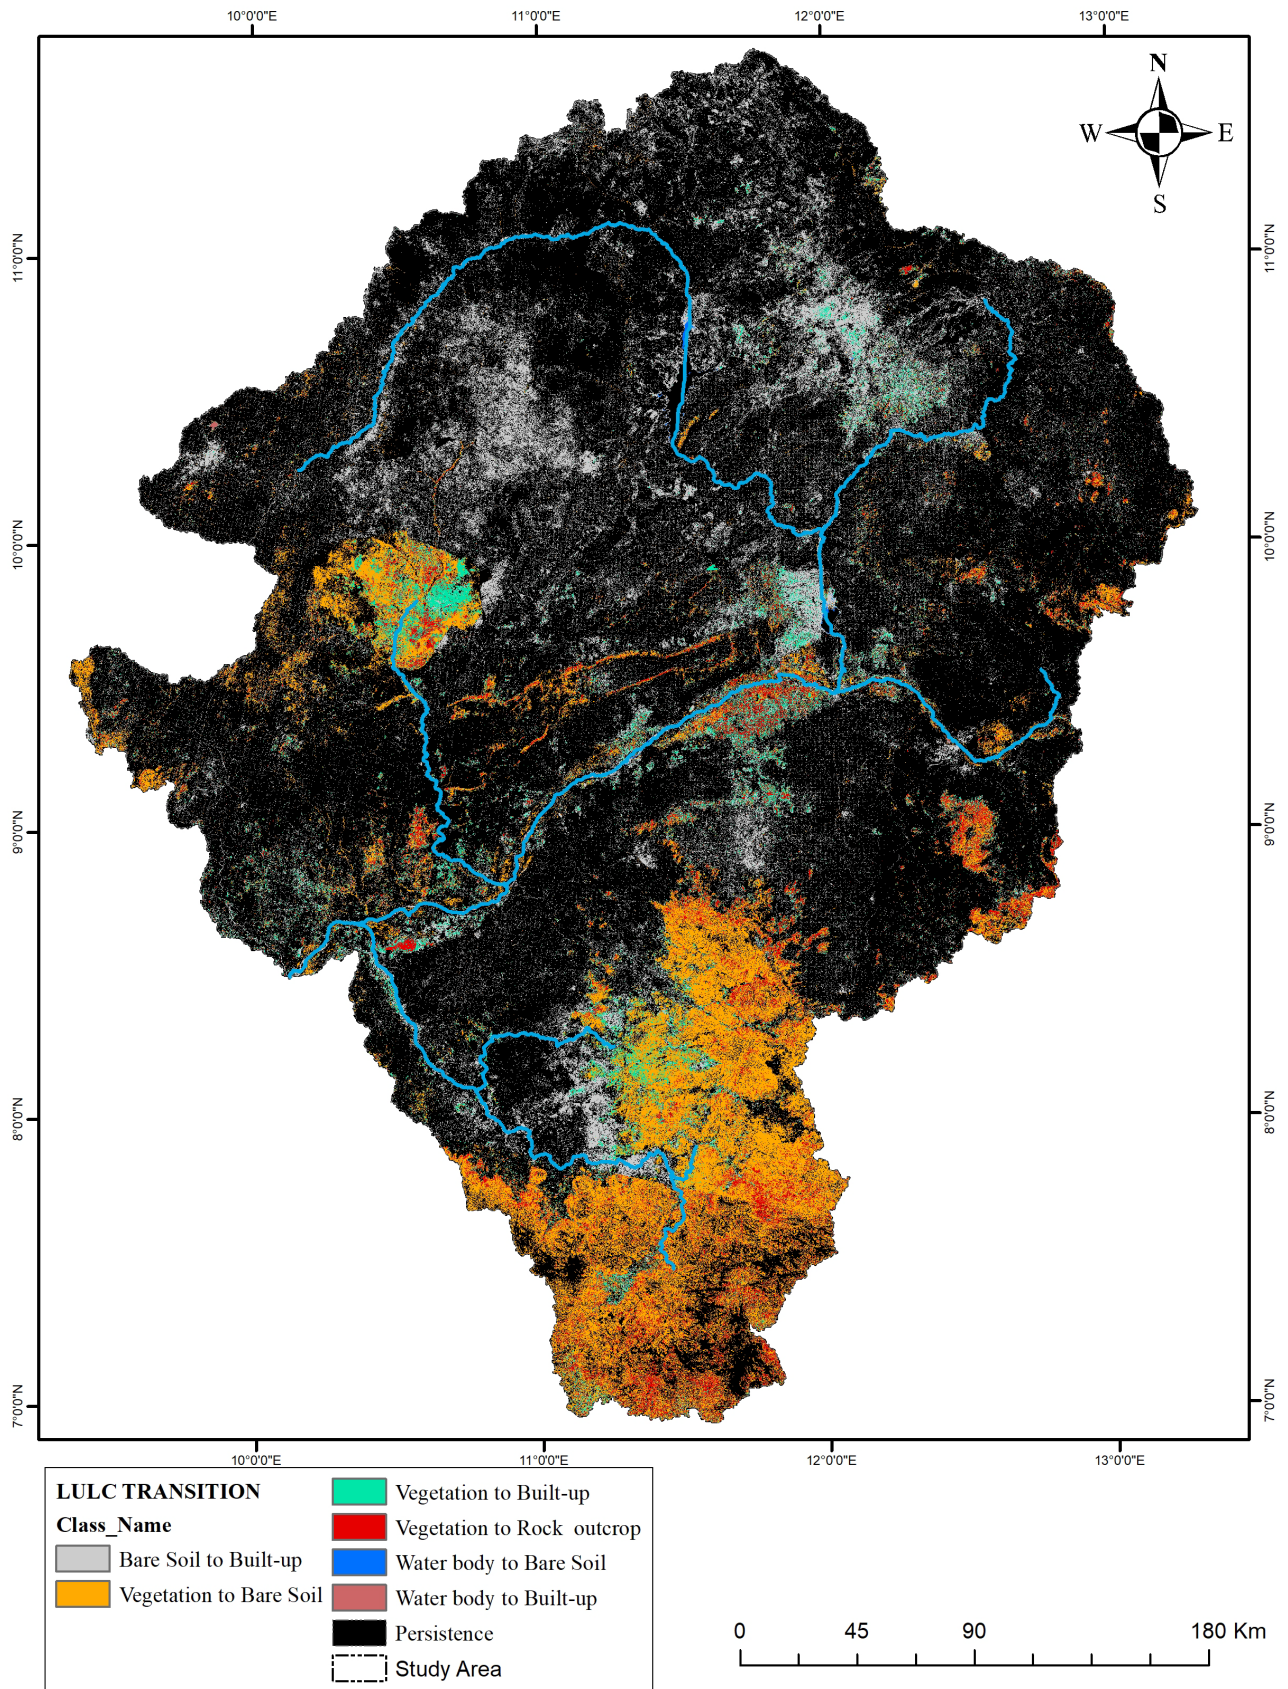 10°0'0"E 11°0'0"E 12°0'0"E 13°0'0"E
N
W E
S
11°0'0"N 11°0'0"N
10°0'0"N 10°0'0"N
9°0'0"N 9°0'0"N
8°0'0"N 8°0'0"N
7°0'0"N 7°0'0"N
10°0'0"E 11°0'0"E 12°0'0"E 13°0'0"E
LULC TRANSITION
Class_Name
Bare Soil to Built-up
Vegetation to Bare Soil
Vegetation to Built-up
Vegetation to Rock outcrop
Water body to Bare Soil
Water body to Built-up
Persistence
Study Area
0 45 90 180 Km